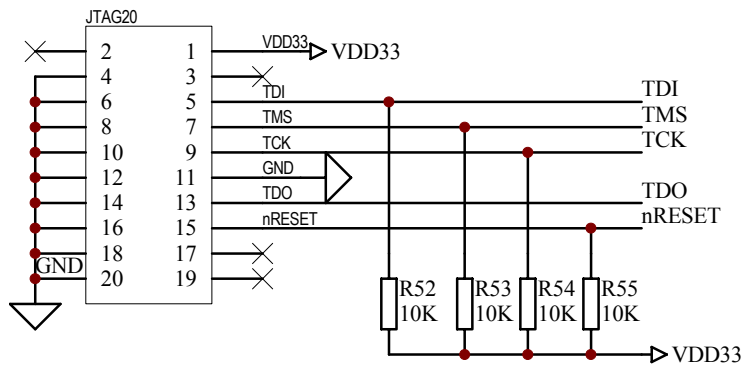 JTAG20
2 1 VDD33 VDD33
4 3
6 5 TDI TDI
8 7 TMS TMS
10 9 TCK TCK
12 11 GND
14 13 TDO TDO
16 15 nRESET nRESET
18 17
GND
20 19
R52 R53 R54 R55
10K 10K 10K 10K
VDD33